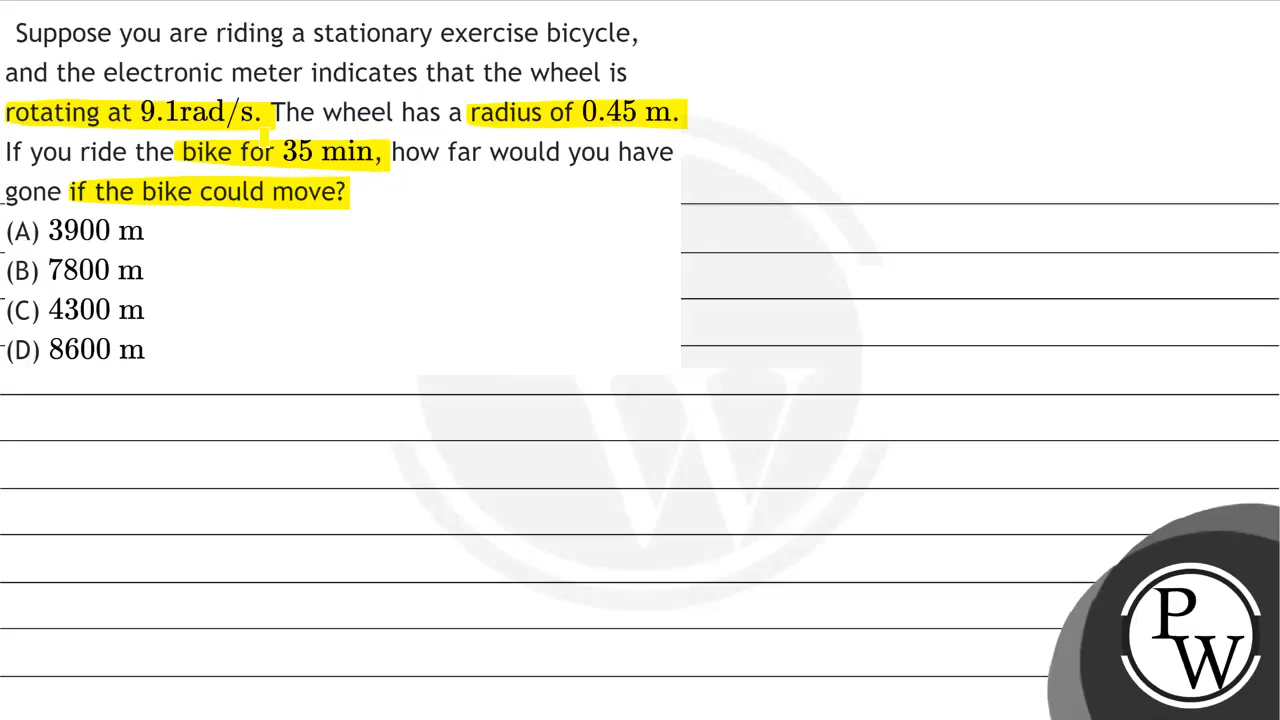 Suppose you are riding a stationary exercise bicycle,
and the electronic meter indicates that the wheel is
rotating at 9.1rad/s. The wheel has a radius of 0.45 m.
If you ride the bike for 35 min, how far would you have
gone if the bike could move?
(A) 3900 m
(B) 7800 m
(C) 4300 m
(D) 8600 m
P
W